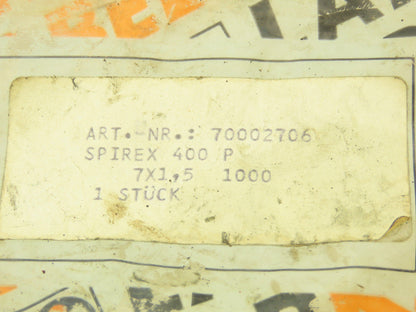 ART.-NR.: 70002706
SPIREX 400 P
7X1,5 1000
1 STÜCK